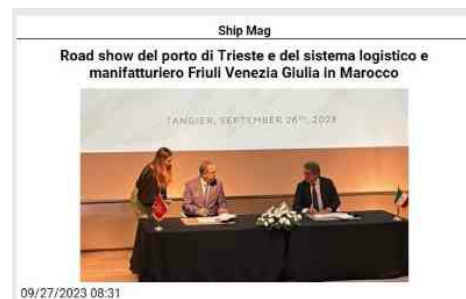 Ship Mag
Road show del porto di Trieste e del sistema logistico e
manifatturiero Friuli Venezia Giulia in Marocco
TANGIER, SEPTEMBER 26TH, 2023
09/27/2023 08:31